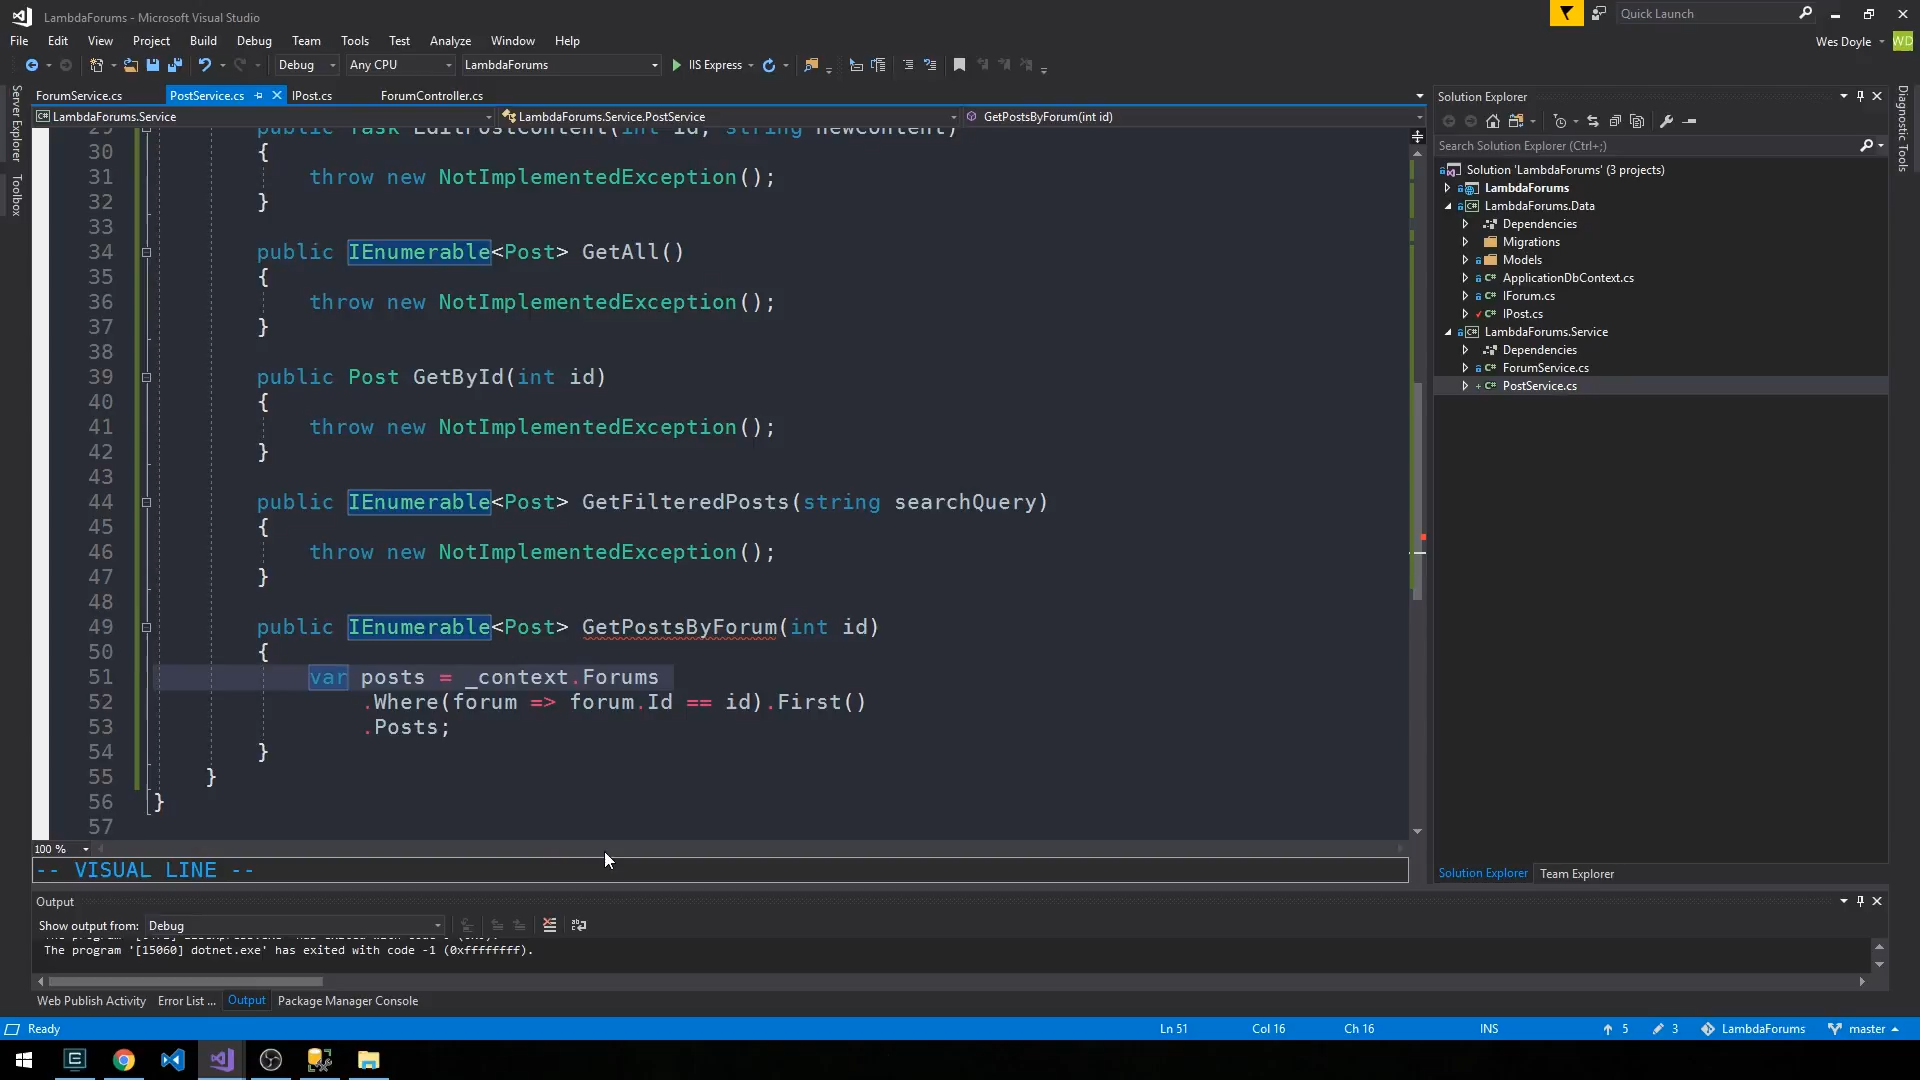 LambdaForums - Microsoft Visual Studio
Quick Launch
File Edit View Project Build Debug Team Tools Test Analyze Window Help
Wes Doyle WD
Debug Any CPU LambdaForums IIS Express
ForumService.cs PostService.cs IPost.cs ForumController.cs
LambdaForums.Service LambdaForums.Service.PostService GetPostsByForum(int id)
Server Explorer
Toolbox
29 public Task EditPostContent(int id, string newContent)
30 {
31 throw new NotImplementedException();
32 }
33
34 public IEnumerable<Post> GetAll()
35 {
36 throw new NotImplementedException();
37 }
38
39 public Post GetById(int id)
40 {
41 throw new NotImplementedException();
42 }
43
44 public IEnumerable<Post> GetFilteredPosts(string searchQuery)
45 {
46 throw new NotImplementedException();
47 }
48
49 public IEnumerable<Post> GetPostsByForum(int id)
50 {
51 var posts = _context.Forums
52 .Where(forum => forum.Id == id).First()
53 .Posts;
54 }
55 }
56 }
57
100 %
-- VISUAL LINE --
Solution Explorer
Search Solution Explorer (Ctrl+;)
Solution 'LambdaForums' (3 projects)
LambdaForums
LambdaForums.Data
Dependencies
Migrations
Models
ApplicationDbContext.cs
IForum.cs
IPost.cs
LambdaForums.Service
Dependencies
ForumService.cs
PostService.cs
Solution Explorer Team Explorer
Diagnostic Tools
Output
Show output from: Debug
The program '[15060] dotnet.exe' has exited with code -1 (0xffffffff).
Web Publish Activity Error List ... Output Package Manager Console
Ready Ln 51 Col 16 Ch 16 INS 5 3 LambdaForums master